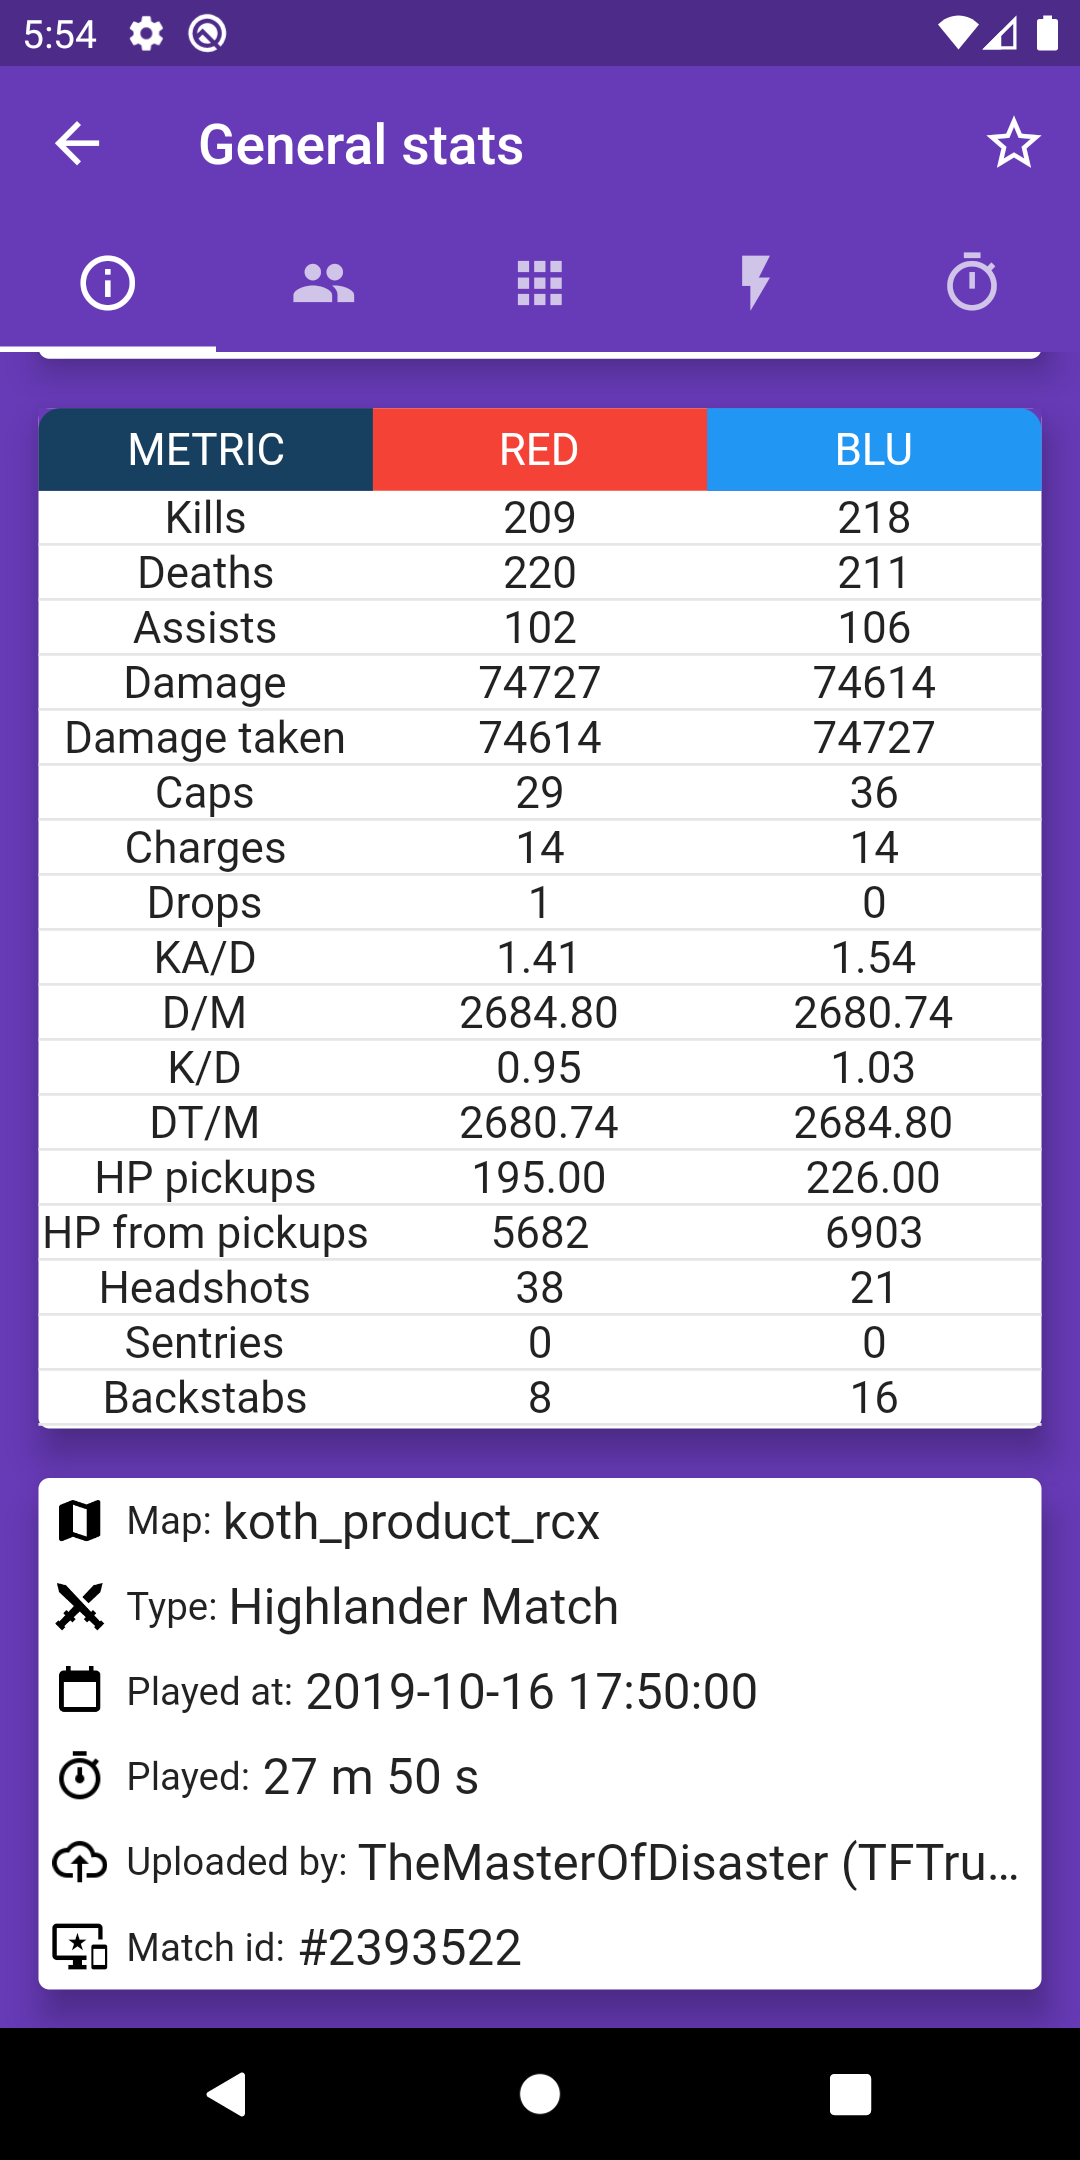 5:54
General stats
METRIC RED BLU
Kills 209 218
Deaths 220 211
Assists 102 106
Damage 74727 74614
Damage taken 74614 74727
Caps 29 36
Charges 14 14
Drops 1 0
KA/D 1.41 1.54
D/M 2684.80 2680.74
K/D 0.95 1.03
DT/M 2680.74 2684.80
HP pickups 195.00 226.00
HP from pickups 5682 6903
Headshots 38 21
Sentries 0 0
Backstabs 8 16
Map: koth_product_rcx
Type: Highlander Match
Played at: 2019-10-16 17:50:00
Played: 27 m 50 s
Uploaded by: TheMasterOfDisaster (TFTru...
Match id: #2393522